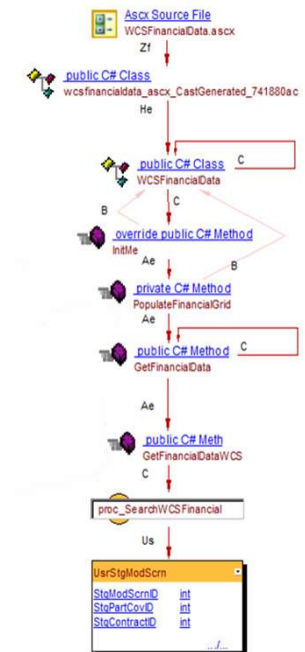 Ascx Source File
WCSFinancialData.ascx
Zf
public C# Class
wcsfinancialdata_ascx_CastGenerated_741880ac
He
public C# Class
C
WCSFinancialData
B
C
override public C# Method
InitMe
Ae
B
private C# Method
PopulateFinancialGrid
Ae
public C# Method
C
GetFinancialData
Ae
public C# Meth
GetFinancialDataWCS
C
proc_SearchWCSFinancial
Us
UsrStgModScrn
StgModScrnID int
StgPartCovID int
StgContractID int
.../...